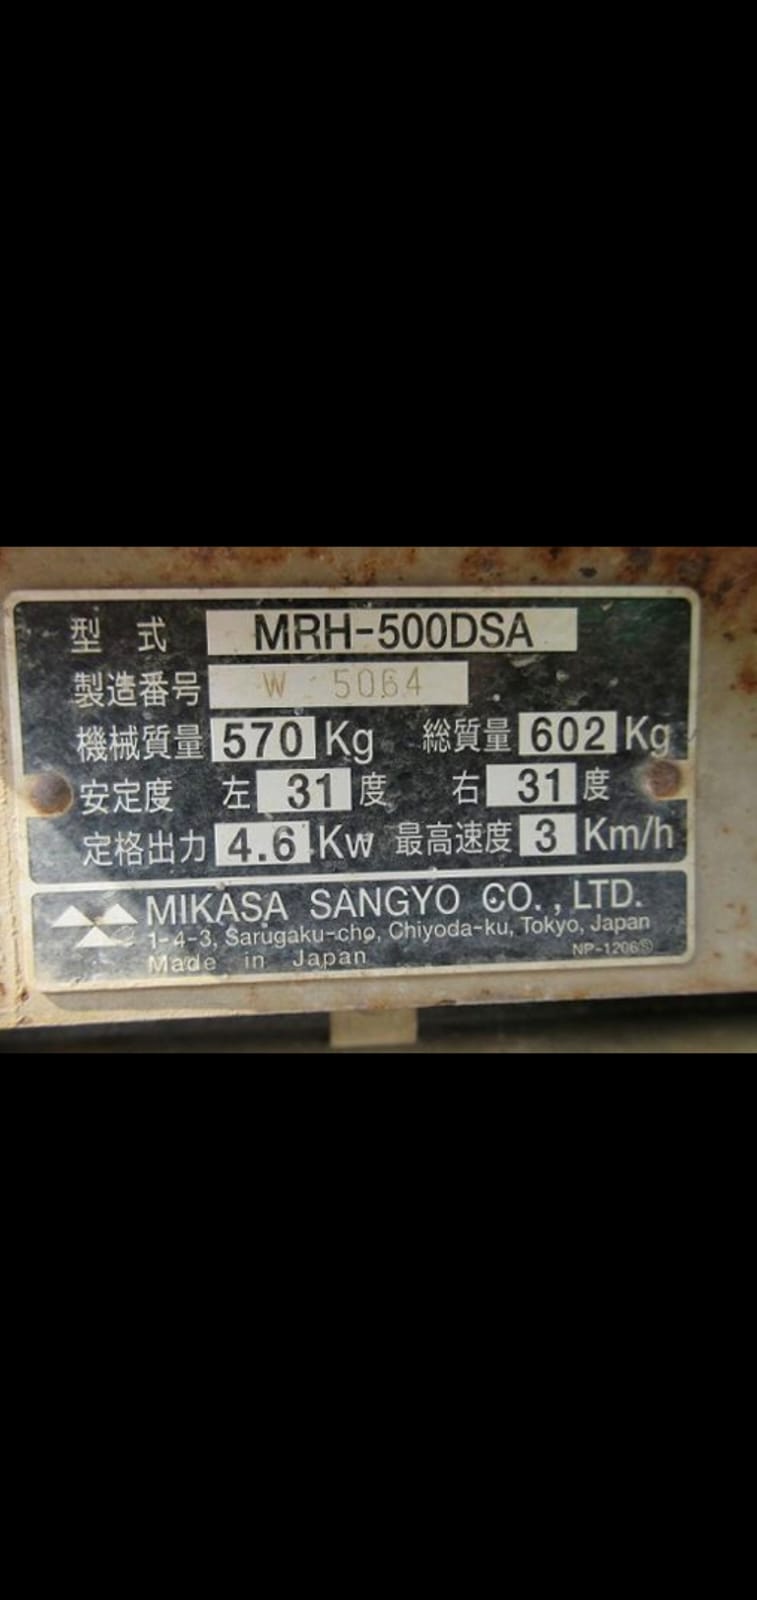 型式 MRH-500DSA
製造番号 W 5064
機械質量 570 Kg 総質量 602 Kg
安定度 左 31 度 右 31 度
定格出力 4.6 Kw 最高速度 3 Km/h
MIKASA SANGYO CO., LTD.
1-4-3, Sarugaku-cho, Chiyoda-ku, Tokyo, Japan
Made in Japan NP-1206Ⓢ